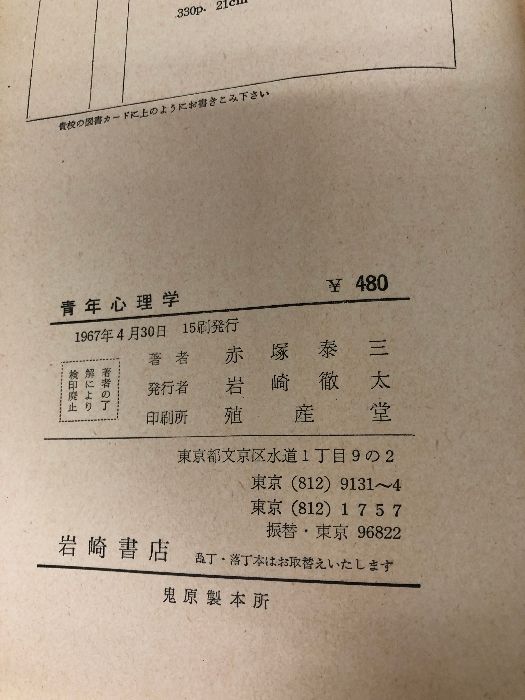 330p. 21cm
貴校の図書カードに上のようにお書きこみ下さい
青年心理学 ¥ 480
1967年4月30日 15刷発行
著者の了
解により
検印廃止
著者 赤塚泰三
発行者 岩崎徹太
印刷所 殖産堂
東京都文京区水道1丁目9の2
東京 (812) 9131〜4
東京 (812) 1757
振替・東京 96822
岩崎書店 乱丁・落丁本はお取替えいたします
鬼原製本所